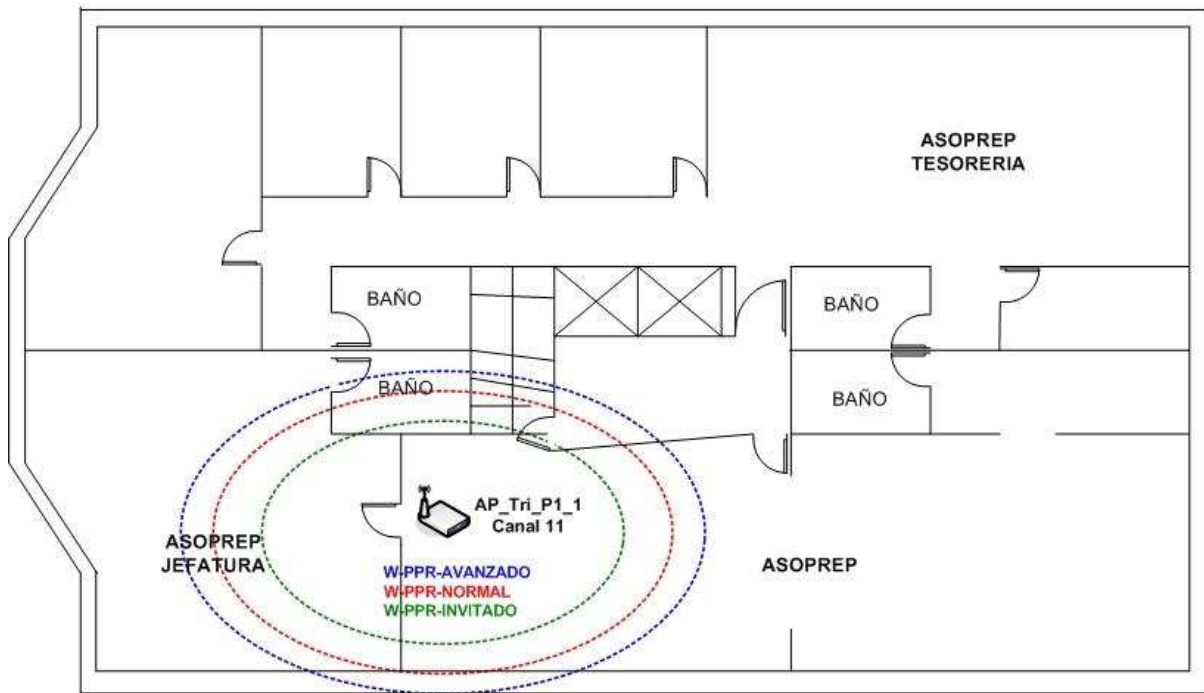 ASOPREP
TESORERIA
BAÑO
BAÑO
BAÑO
BAÑO
AP_Tri_P1_1
Canal 11
ASOPREP
JEFATURA
ASOPREP
W-PPR-AVANZADO
W-PPR-NORMAL
W-PPR-INVITADO